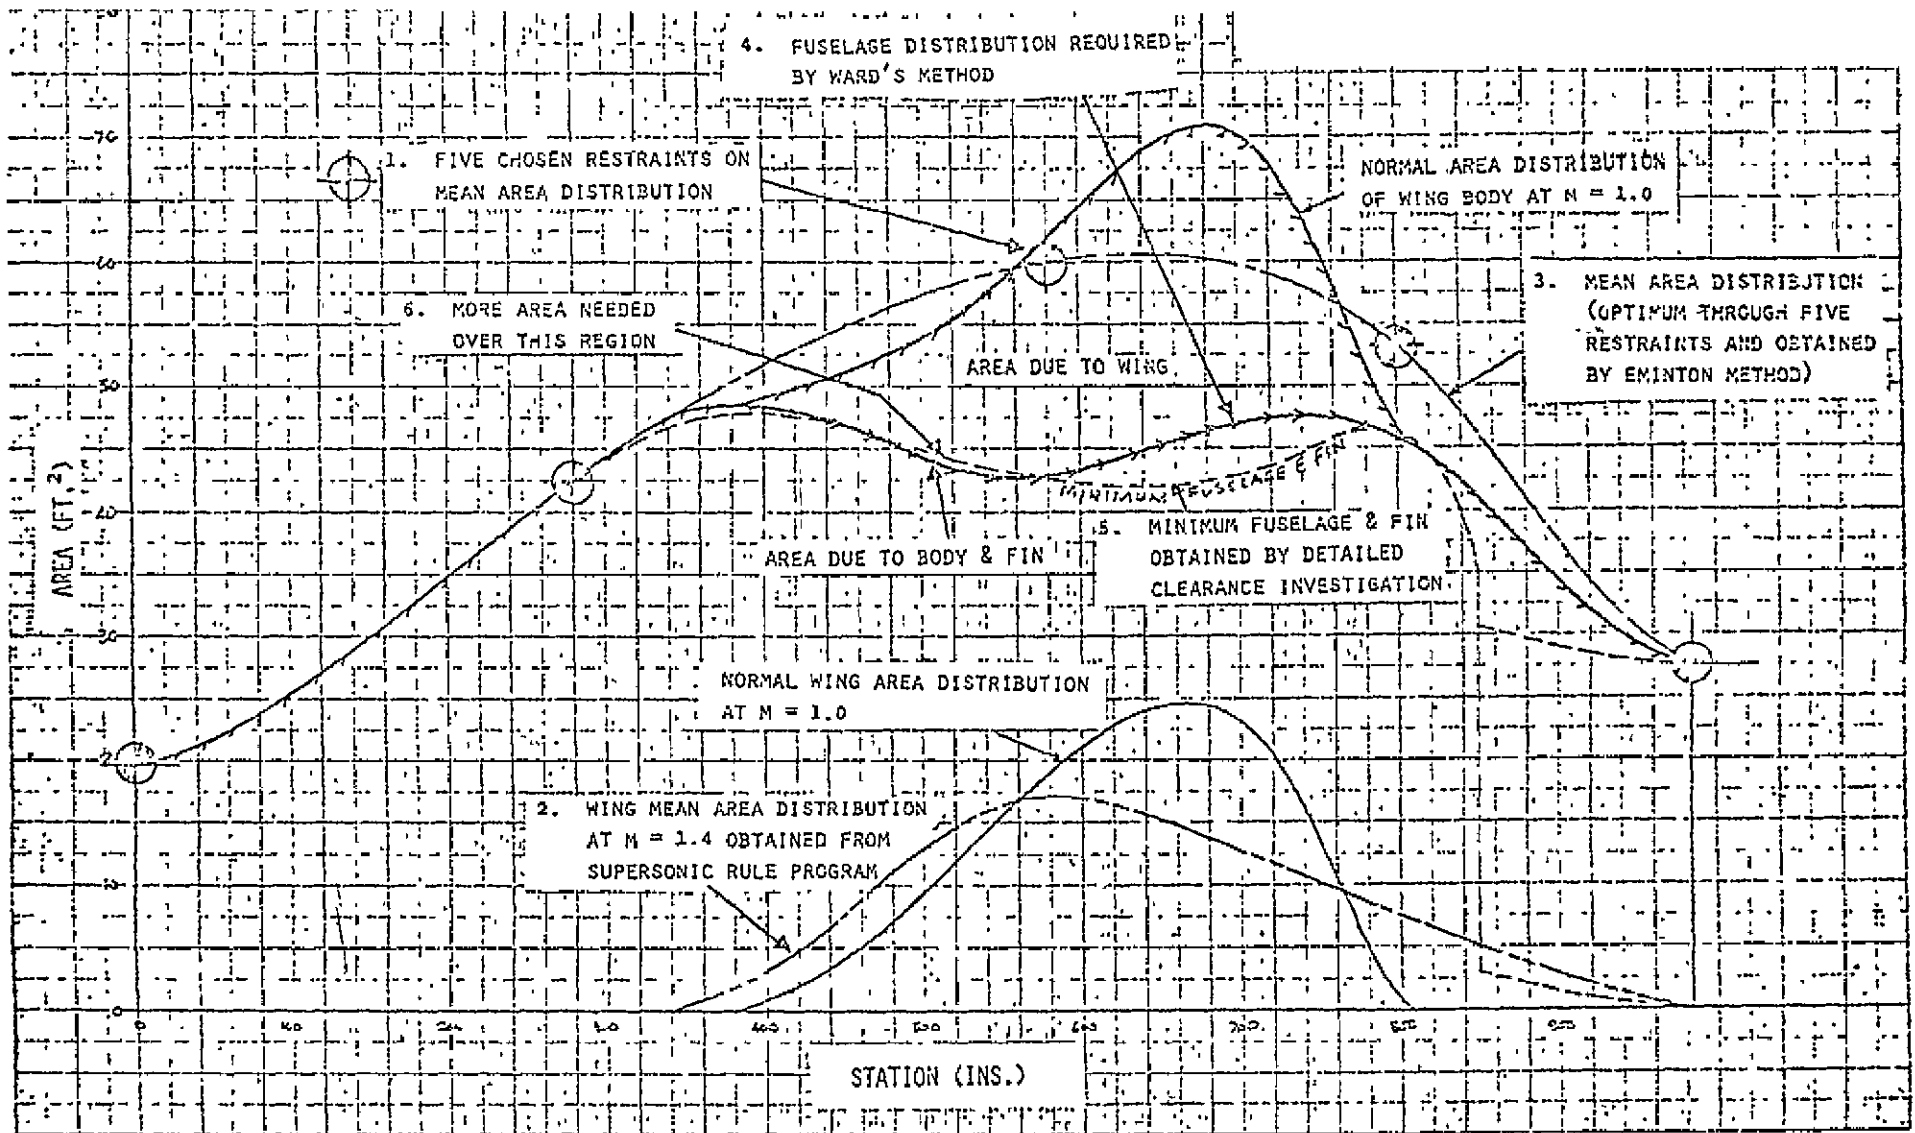 4. FUSELAGE DISTRIBUTION REQUIRED
BY WARD'S METHOD
1. FIVE CHOSEN RESTRAINTS ON
MEAN AREA DISTRIBUTION
NORMAL AREA DISTRIBUTION
OF WING BODY AT M = 1.0
3. MEAN AREA DISTRIBUTION
(OPTIMUM THROUGH FIVE
RESTRAINTS AND OBTAINED
BY EMINTON METHOD)
6. MORE AREA NEEDED
OVER THIS REGION
AREA DUE TO WING
MINIMUM FUSELAGE & FIN
AREA DUE TO BODY & FIN
5. MINIMUM FUSELAGE & FIN
OBTAINED BY DETAILED
CLEARANCE INVESTIGATION
NORMAL WING AREA DISTRIBUTION
AT M = 1.0
2. WING MEAN AREA DISTRIBUTION
AT M = 1.4 OBTAINED FROM
SUPERSONIC RULE PROGRAM
AREA (FT.2)
70
60
50
40
30
0
0
400
500
600
700
STATION (INS.)